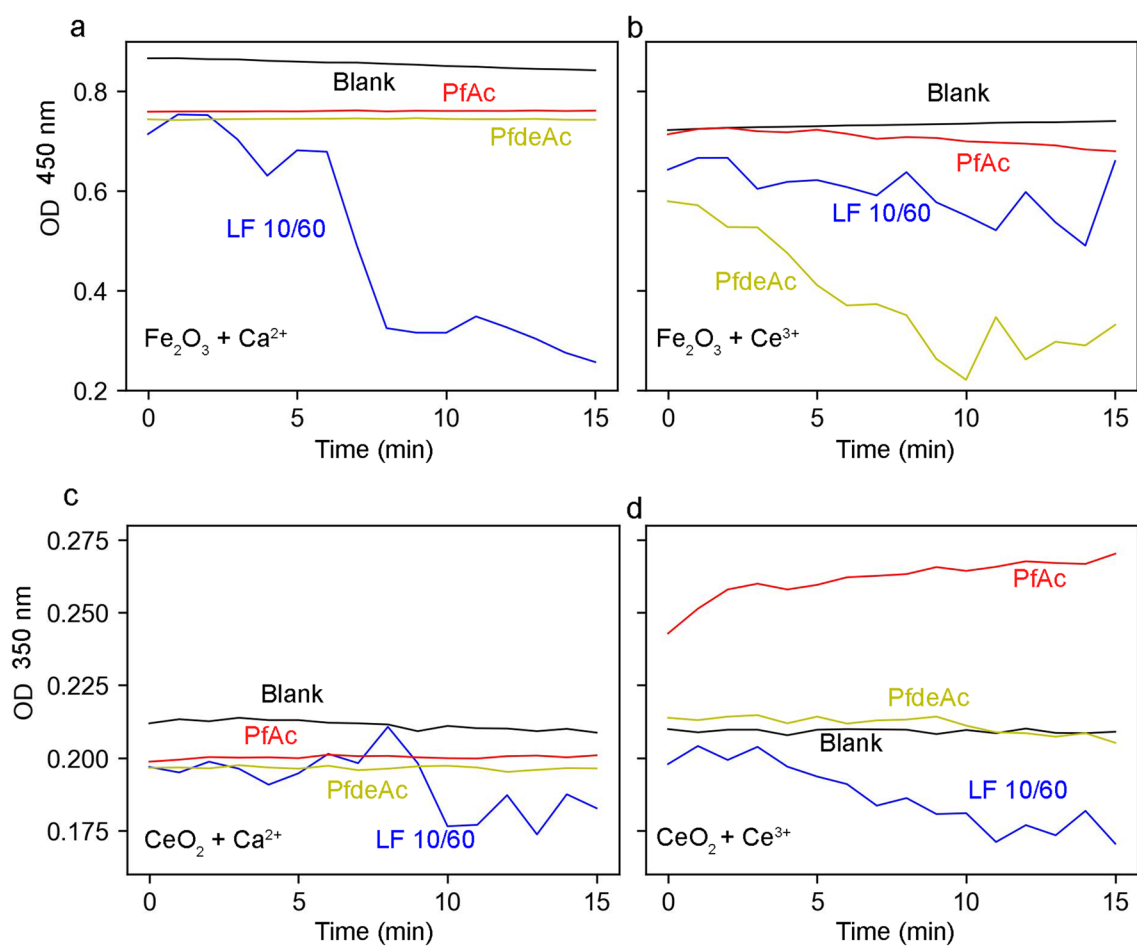 a
b
Blank
PfAc
PfdeAc
LF 10/60
Fe₂O₃ + Ca²⁺
OD 450 nm
0.8
0.6
0.4
0.2
0
5
10
15
Time (min)
Blank
PfAc
LF 10/60
PfdeAc
Fe₂O₃ + Ce³⁺
0
5
10
15
Time (min)
c
d
OD 350 nm
0.275
0.250
0.225
0.200
0.175
Blank
PfAc
PfdeAc
LF 10/60
CeO₂ + Ca²⁺
0
5
10
15
Time (min)
PfAc
PfdeAc
Blank
LF 10/60
CeO₂ + Ce³⁺
0
5
10
15
Time (min)